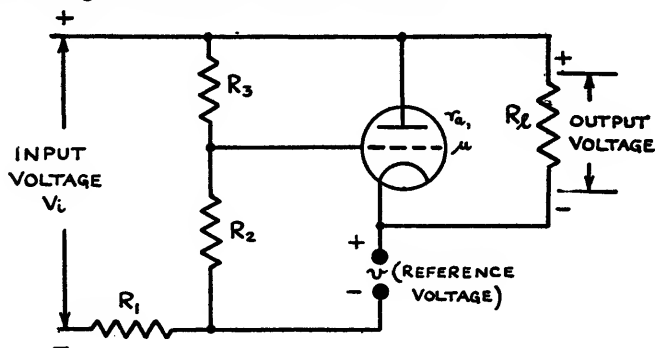 +
R3
ra,
μ
+
Rℓ
OUTPUT
VOLTAGE
-
INPUT
VOLTAGE
Vi
R2
+
v (REFERENCE
VOLTAGE)
-
R1
-